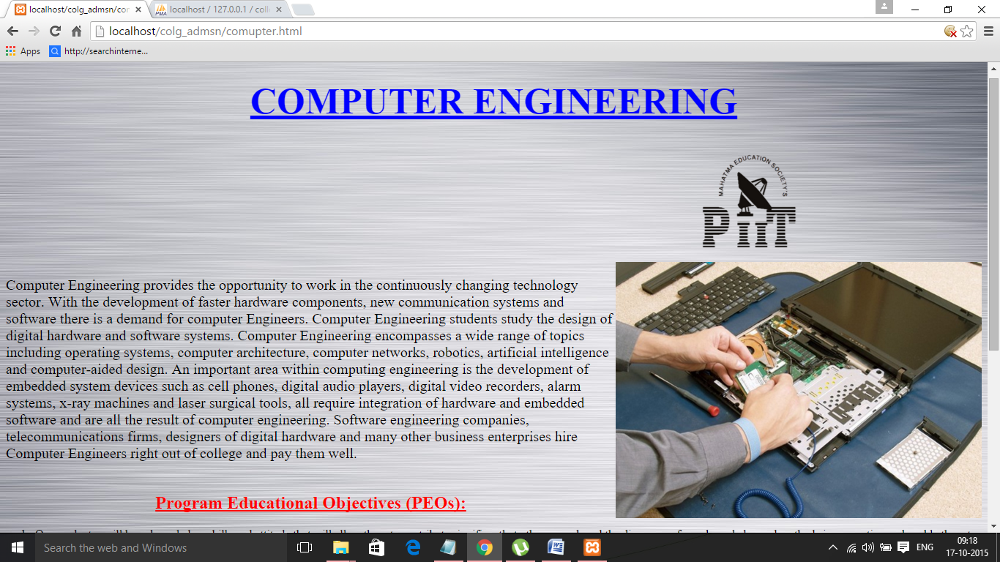 localhost/colg_admsn/con
localhost / 127.0.0.1 / coll
localhost/colg_admsn/comupter.html
Apps
http://searchinterne...
COMPUTER ENGINEERING
MAHATMA EDUCATION SOCIETY'S
PIIT
Computer Engineering provides the opportunity to work in the continuously changing technology
sector. With the development of faster hardware components, new communication systems and
software there is a demand for computer Engineers. Computer Engineering students study the design of
digital hardware and software systems. Computer Engineering encompasses a wide range of topics
including operating systems, computer architecture, computer networks, robotics, artificial intelligence
and computer-aided design. An important area within computing engineering is the development of
embedded system devices such as cell phones, digital audio players, digital video recorders, alarm
systems, x-ray machines and laser surgical tools, all require integration of hardware and embedded
software and are all the result of computer engineering. Software engineering companies,
telecommunications firms, designers of digital hardware and many other business enterprises hire
Computer Engineers right out of college and pay them well.
Program Educational Objectives (PEOs):
Search the web and Windows
ENG
09:18
17-10-2015